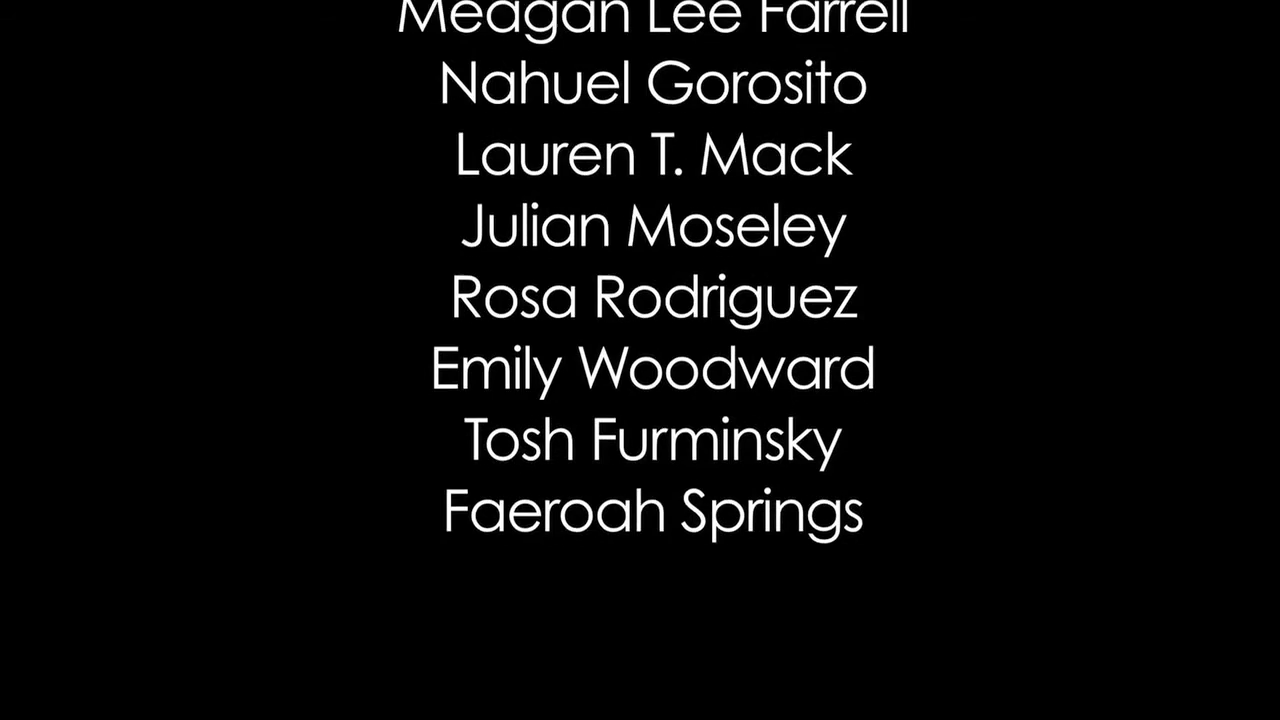 Meagan Lee Farrell
Nahuel Gorosito
Lauren T. Mack
Julian Moseley
Rosa Rodriguez
Emily Woodward
Tosh Furminsky
Faeroah Springs